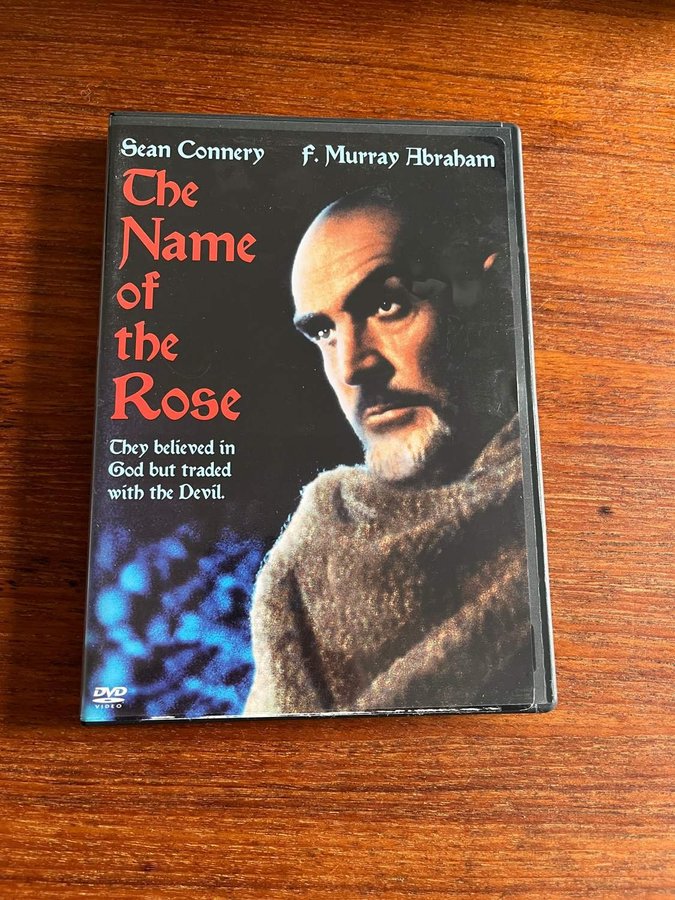 Sean Connery F. Murray Abraham
The
Name
of
the
Rose
They believed in
God but traded
with the Devil.
DVD
VIDEO